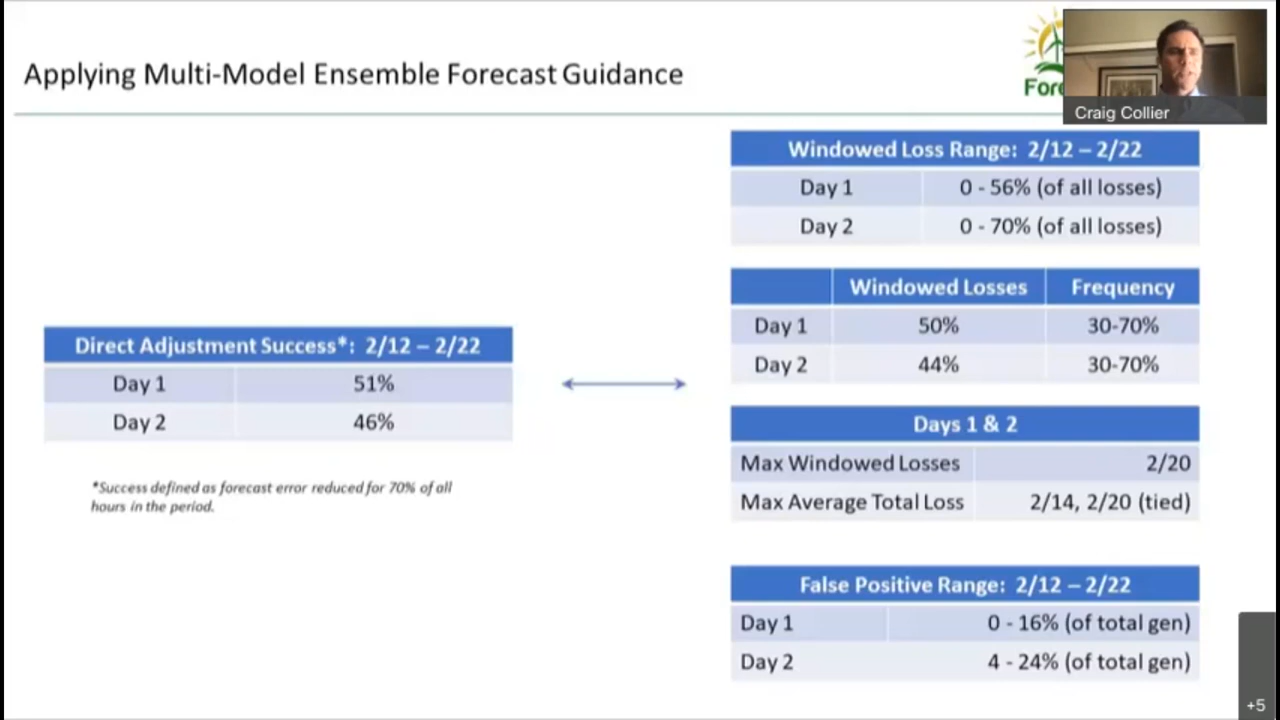 Applying Multi-Model Ensemble Forecast Guidance
Fore
Craig Collier
Windowed Loss Range: 2/12 – 2/22
Day 1 0 - 56% (of all losses)
Day 2 0 - 70% (of all losses)
Windowed Losses Frequency
Day 1 50% 30-70%
Day 2 44% 30-70%
Direct Adjustment Success*: 2/12 – 2/22
Day 1 51%
Day 2 46%
*Success defined as forecast error reduced for 70% of all
hours in the period.
Days 1 & 2
Max Windowed Losses 2/20
Max Average Total Loss 2/14, 2/20 (tied)
False Positive Range: 2/12 – 2/22
Day 1 0 - 16% (of total gen)
Day 2 4 - 24% (of total gen)
+5